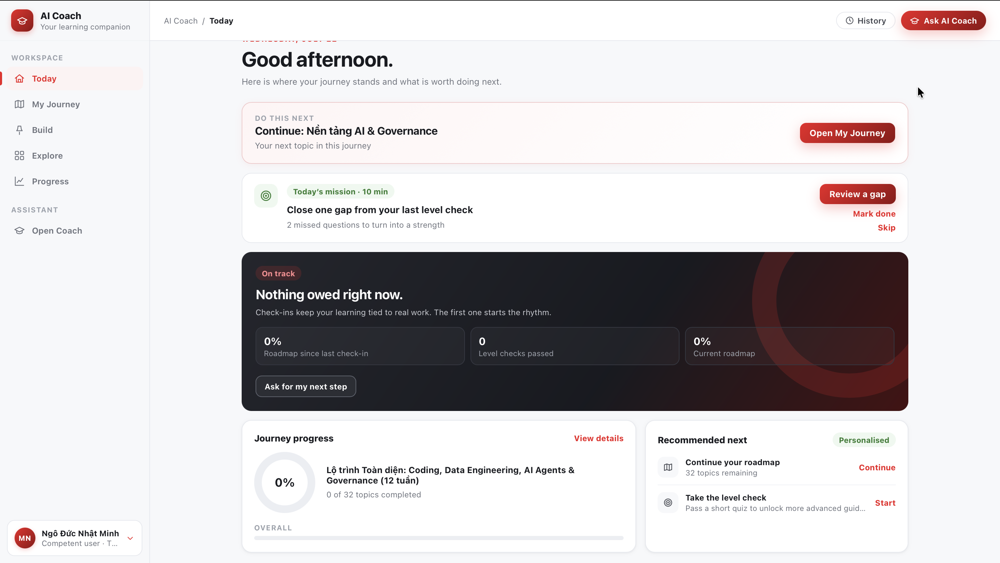 AI Coach
Your learning companion
WORKSPACE
Today
My Journey
Build
Explore
Progress
ASSISTANT
Open Coach
MN
Ngô Đức Nhật Minh
Competent user · T...
AI Coach / Today
History
Ask AI Coach
Good afternoon.
Here is where your journey stands and what is worth doing next.
DO THIS NEXT
Continue: Nền tảng AI & Governance
Your next topic in this journey
Open My Journey
Today’s mission · 10 min
Close one gap from your last level check
2 missed questions to turn into a strength
Review a gap
Mark done
Skip
On track
Nothing owed right now.
Check-ins keep your learning tied to real work. The first one starts the rhythm.
0%
Roadmap since last check-in
0
Level checks passed
0%
Current roadmap
Ask for my next step
Journey progress
View details
0%
Lộ trình Toàn diện: Coding, Data Engineering, AI Agents &
Governance (12 tuần)
0 of 32 topics completed
OVERALL
Recommended next
Personalised
Continue your roadmap
32 topics remaining
Continue
Take the level check
Pass a short quiz to unlock more advanced guid...
Start